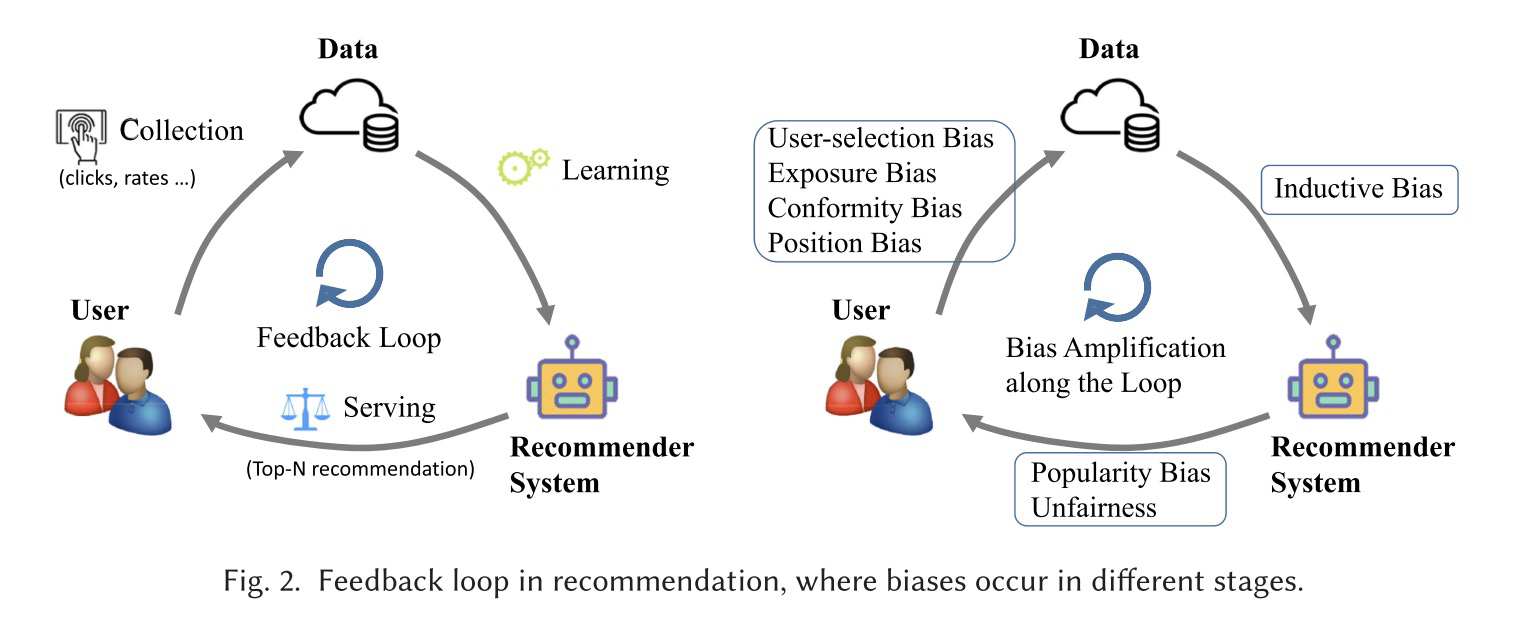 Data
Collection
(clicks, rates ...)
Learning
User
Feedback Loop
Serving
(Top-N recommendation)
Recommender
System
Data
User-selection Bias
Exposure Bias
Conformity Bias
Position Bias
Inductive Bias
User
Bias Amplification
along the Loop
Recommender
System
Popularity Bias
Unfairness
Fig. 2. Feedback loop in recommendation, where biases occur in different stages.